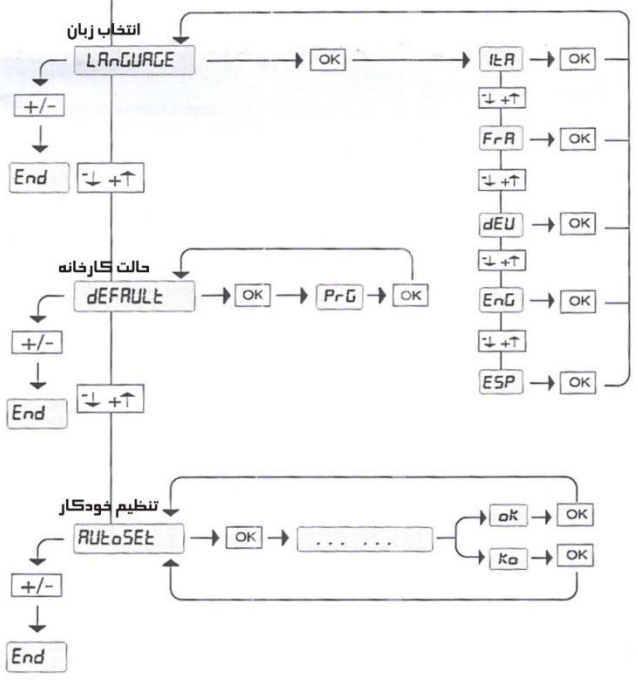 انتخاب زبان
LAnGUAGE OK ItA OK
+/- -↓ +↑
FrA OK
End -↓ +↑ -↓ +↑
dEU OK
حالت کارخانه -↓ +↑
dEFAULt OK PrG OK EnG OK
+/- -↓ +↑
-↓ +↑ ESP OK
End
تنظیم خودکار
AUtoSEt OK ... ... oK OK
Ko OK
+/-
End